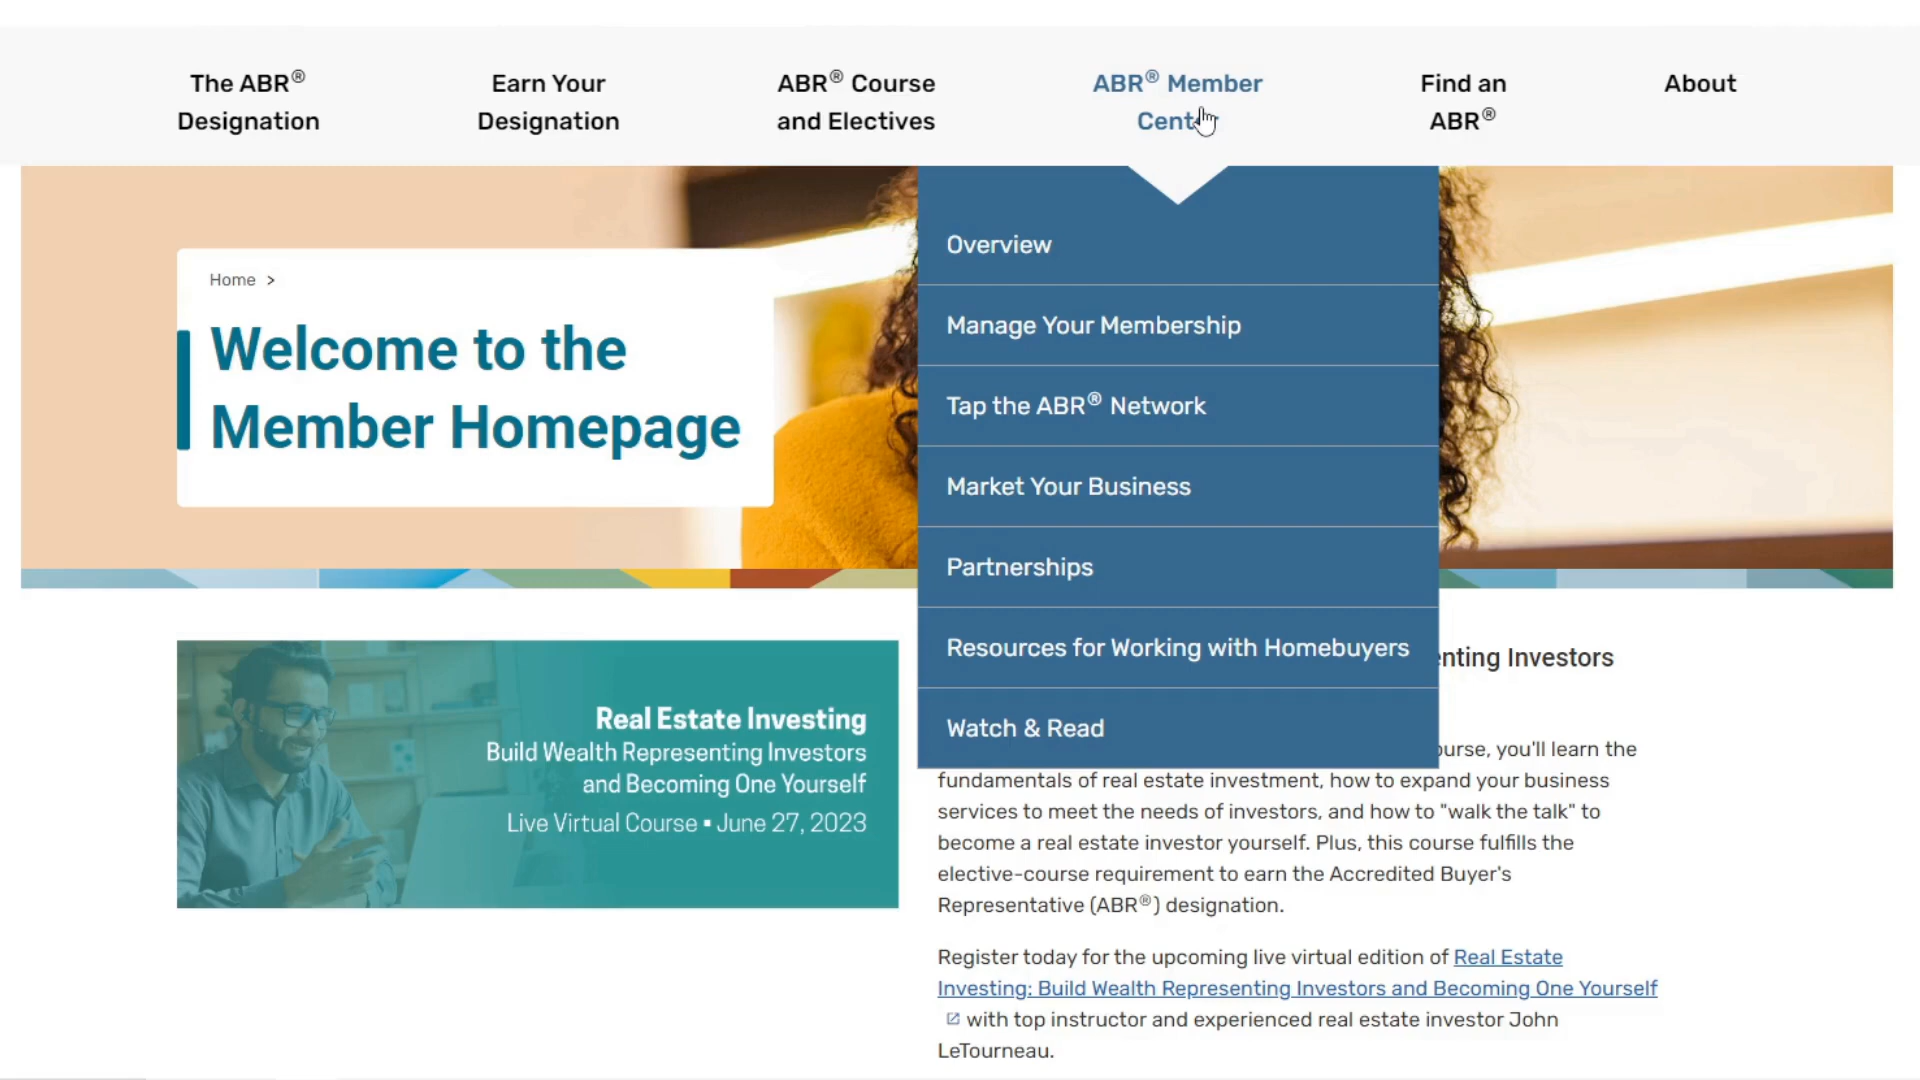 The ABR®
Designation
Earn Your
Designation
ABR® Course
and Electives
ABR® Member
Center
Find an
ABR®
About
Home >
Welcome to the
Member Homepage
Overview
Manage Your Membership
Tap the ABR® Network
Market Your Business
Partnerships
Resources for Working with Homebuyers
Watch & Read
Real Estate Investing
Build Wealth Representing Investors
and Becoming One Yourself
Live Virtual Course ▪ June 27, 2023
Investors
you'll learn the
fundamentals of real estate investment, how to expand your business
services to meet the needs of investors, and how to "walk the talk" to
become a real estate investor yourself. Plus, this course fulfills the
elective-course requirement to earn the Accredited Buyer's
Representative (ABR®) designation.
Register today for the upcoming live virtual edition of Real Estate
Investing: Build Wealth Representing Investors and Becoming One Yourself
with top instructor and experienced real estate investor John
LeTourneau.